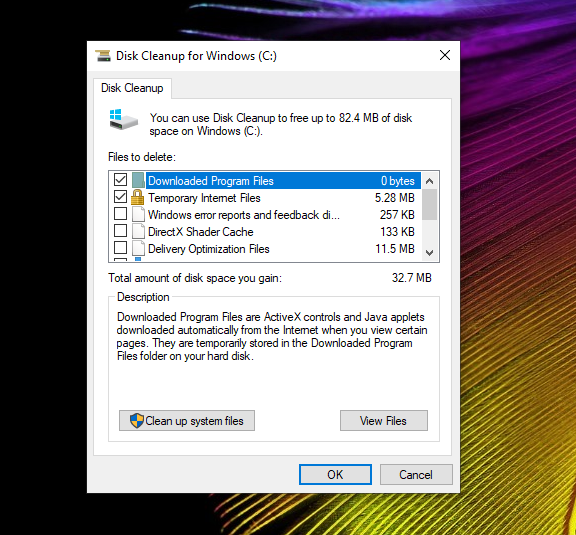 Disk Cleanup for Windows (C:)
Disk Cleanup
You can use Disk Cleanup to free up to 82.4 MB of disk
space on Windows (C:).
Files to delete:
Downloaded Program Files 0 bytes
Temporary Internet Files 5.28 MB
Windows error reports and feedback di... 257 KB
DirectX Shader Cache 133 KB
Delivery Optimization Files 11.5 MB
Total amount of disk space you gain: 32.7 MB
Description
Downloaded Program Files are ActiveX controls and Java applets
downloaded automatically from the Internet when you view certain
pages. They are temporarily stored in the Downloaded Program
Files folder on your hard disk.
Clean up system files View Files
OK Cancel